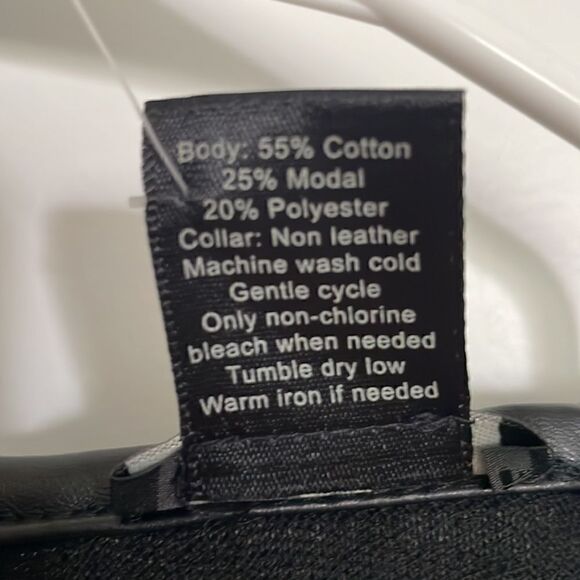 Body: 55% Cotton
25% Modal
20% Polyester
Collar: Non leather
Machine wash cold
Gentle cycle
Only non-chlorine
bleach when needed
Tumble dry low
Warm iron if needed